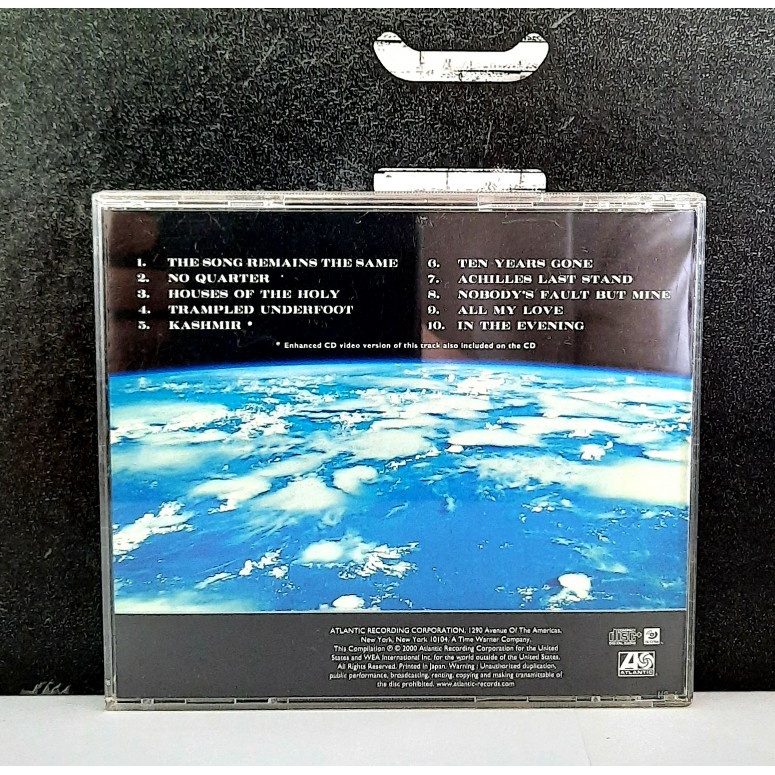 1. THE SONG REMAINS THE SAME
2. NO QUARTER
3. HOUSES OF THE HOLY
4. TRAMPLED UNDERFOOT
5. KASHMIR *
6. TEN YEARS GONE
7. ACHILLES LAST STAND
8. NOBODY'S FAULT BUT MINE
9. ALL MY LOVE
10. IN THE EVENING
* Enhanced CD video version of this track also included on the CD
ATLANTIC RECORDING CORPORATION, 1290 Avenue Of The Americas,
New York, New York 10104. A Time Warner Company.
This Compilation ℗ © 2000 Atlantic Recording Corporation for the United
States and WEA International Inc. for the world outside of the United States.
All Rights Reserved. Printed in Japan. Warning : Unauthorized duplication,
public performance, broadcasting, renting, copying and making transmittable of
the disc prohibited. www.atlantic-records.com
disc+
ATLANTIC